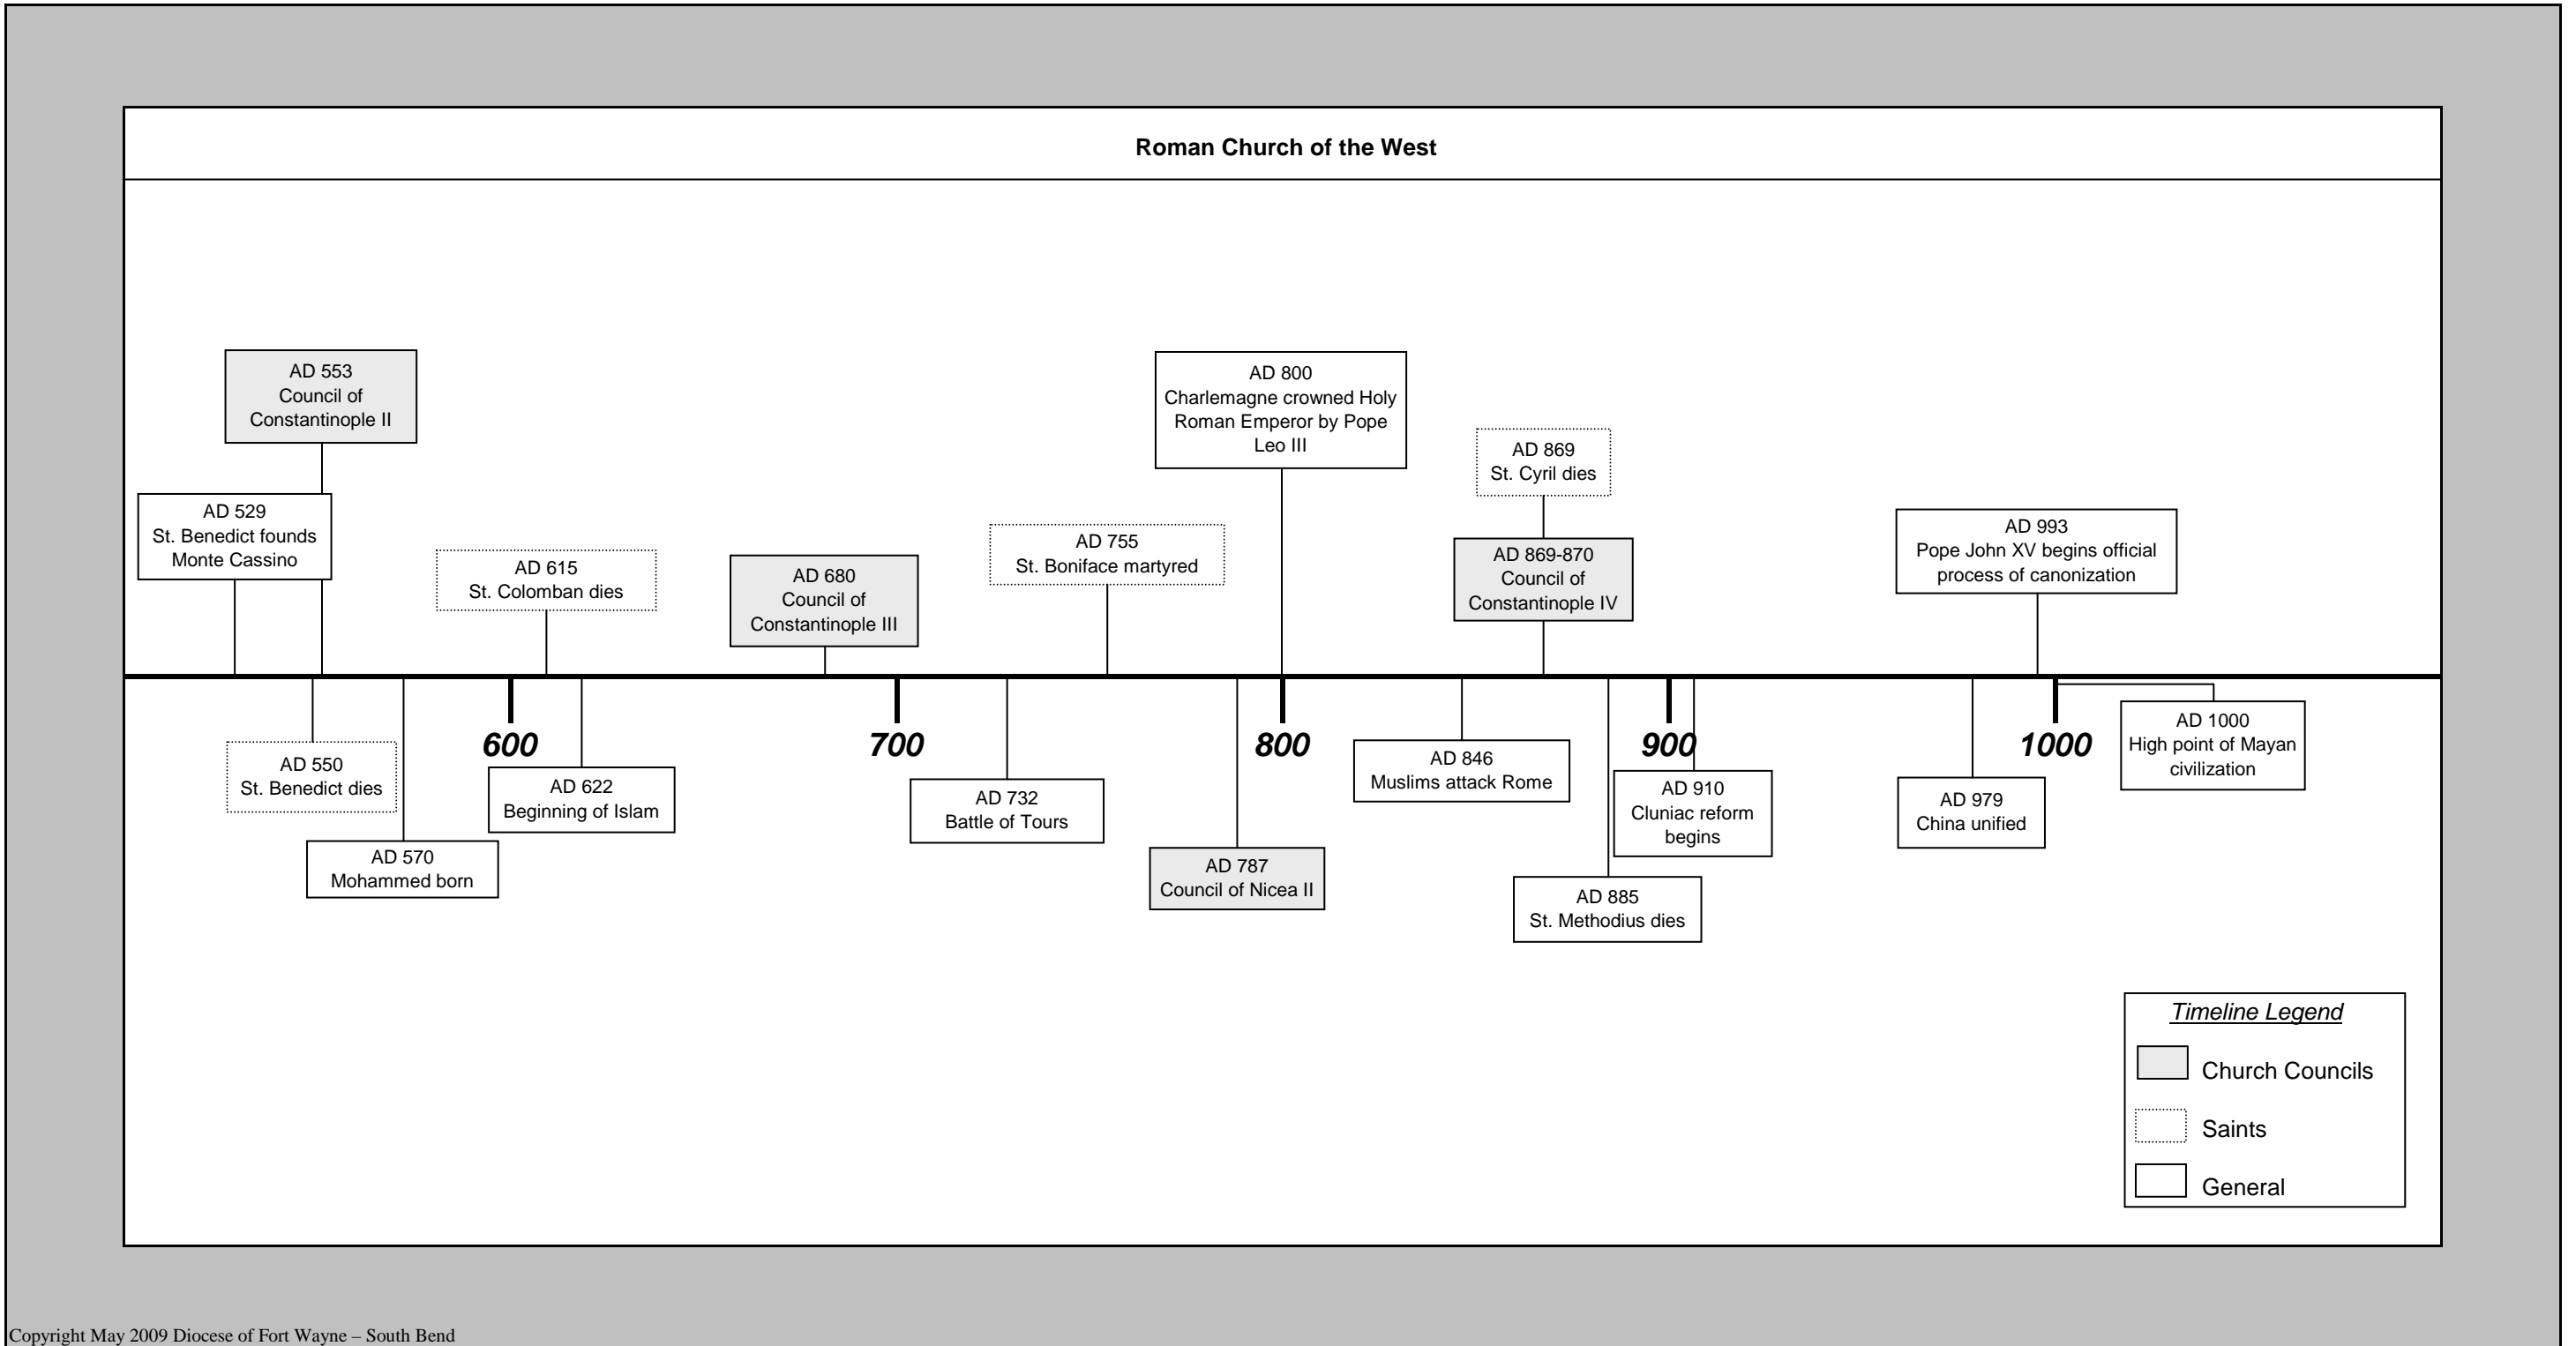 Roman Church of the West
AD 553
Council of
Constantinople II
AD 800
Charlemagne crowned Holy
Roman Emperor by Pope
Leo III
AD 869
St. Cyril dies
AD 529
St. Benedict founds
Monte Cassino
AD 615
St. Colomban dies
AD 680
Council of
Constantinople III
AD 755
St. Boniface martyred
AD 869-870
Council of
Constantinople IV
AD 993
Pope John XV begins official
process of canonization
600
700
800
900
1000
AD 550
St. Benedict dies
AD 570
Mohammed born
AD 622
Beginning of Islam
AD 732
Battle of Tours
AD 787
Council of Nicea II
AD 846
Muslims attack Rome
AD 885
St. Methodius dies
AD 910
Cluniac reform
begins
AD 979
China unified
AD 1000
High point of Mayan
civilization
Timeline Legend
Church Councils
Saints
General
Copyright May 2009 Diocese of Fort Wayne – South Bend